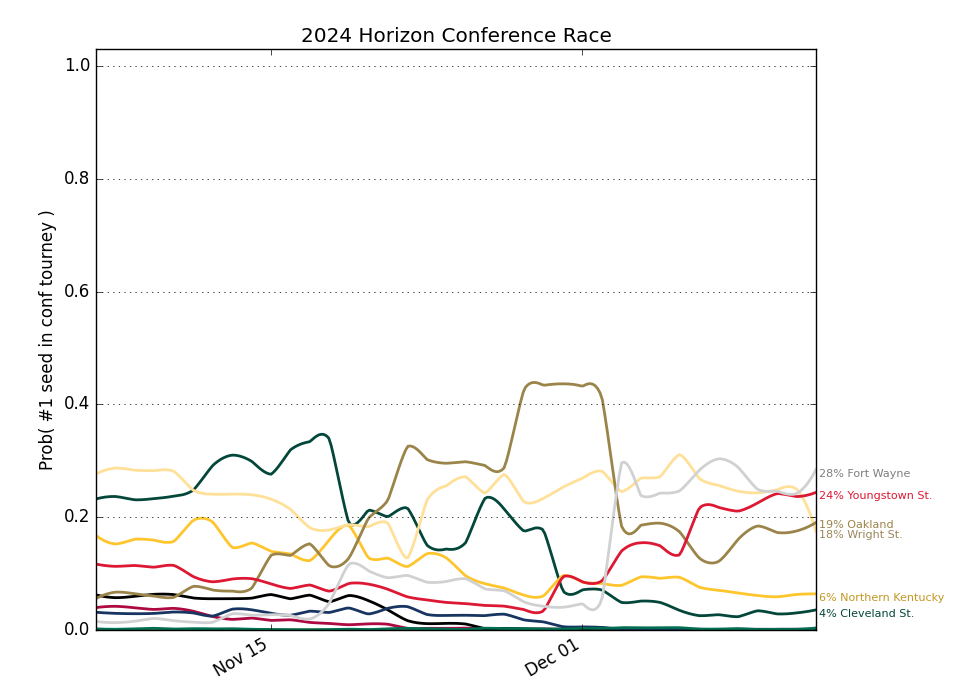 2024 Horizon Conference Race
Prob( #1 seed in conf tourney )
1.0
0.8
0.6
0.4
0.2
0.0
Nov 15
Dec 01
28% Fort Wayne
24% Youngstown St.
19% Oakland
18% Wright St.
6% Northern Kentucky
4% Cleveland St.